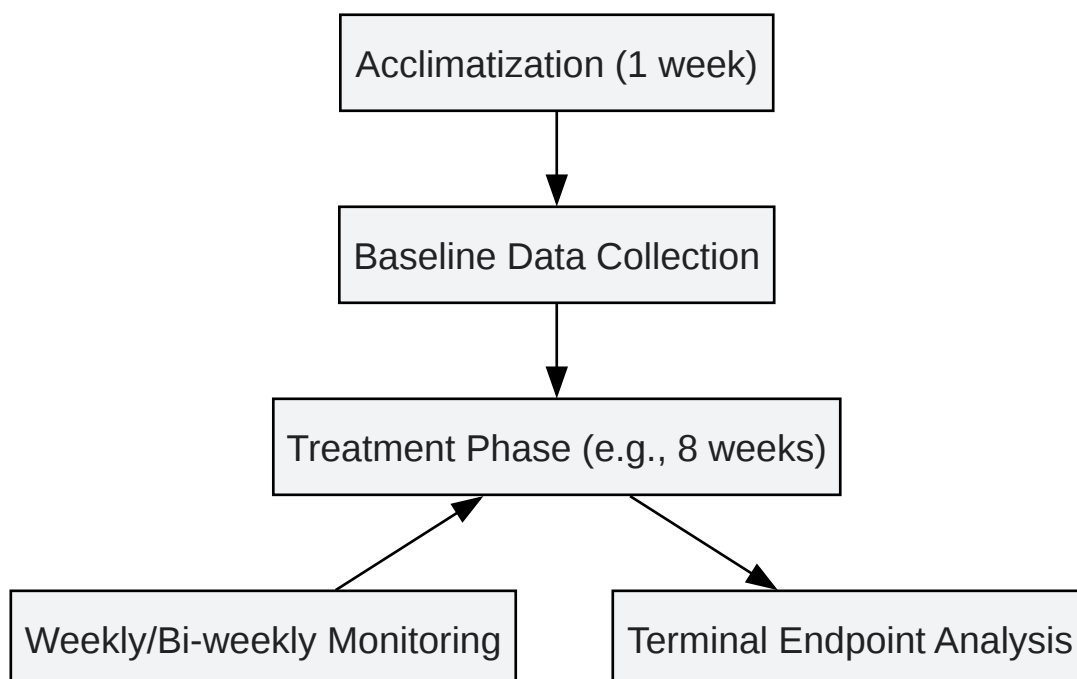 Acclimatization (1 week)
Baseline Data Collection
Treatment Phase (e.g., 8 weeks)
Weekly/Bi-weekly Monitoring
Terminal Endpoint Analysis